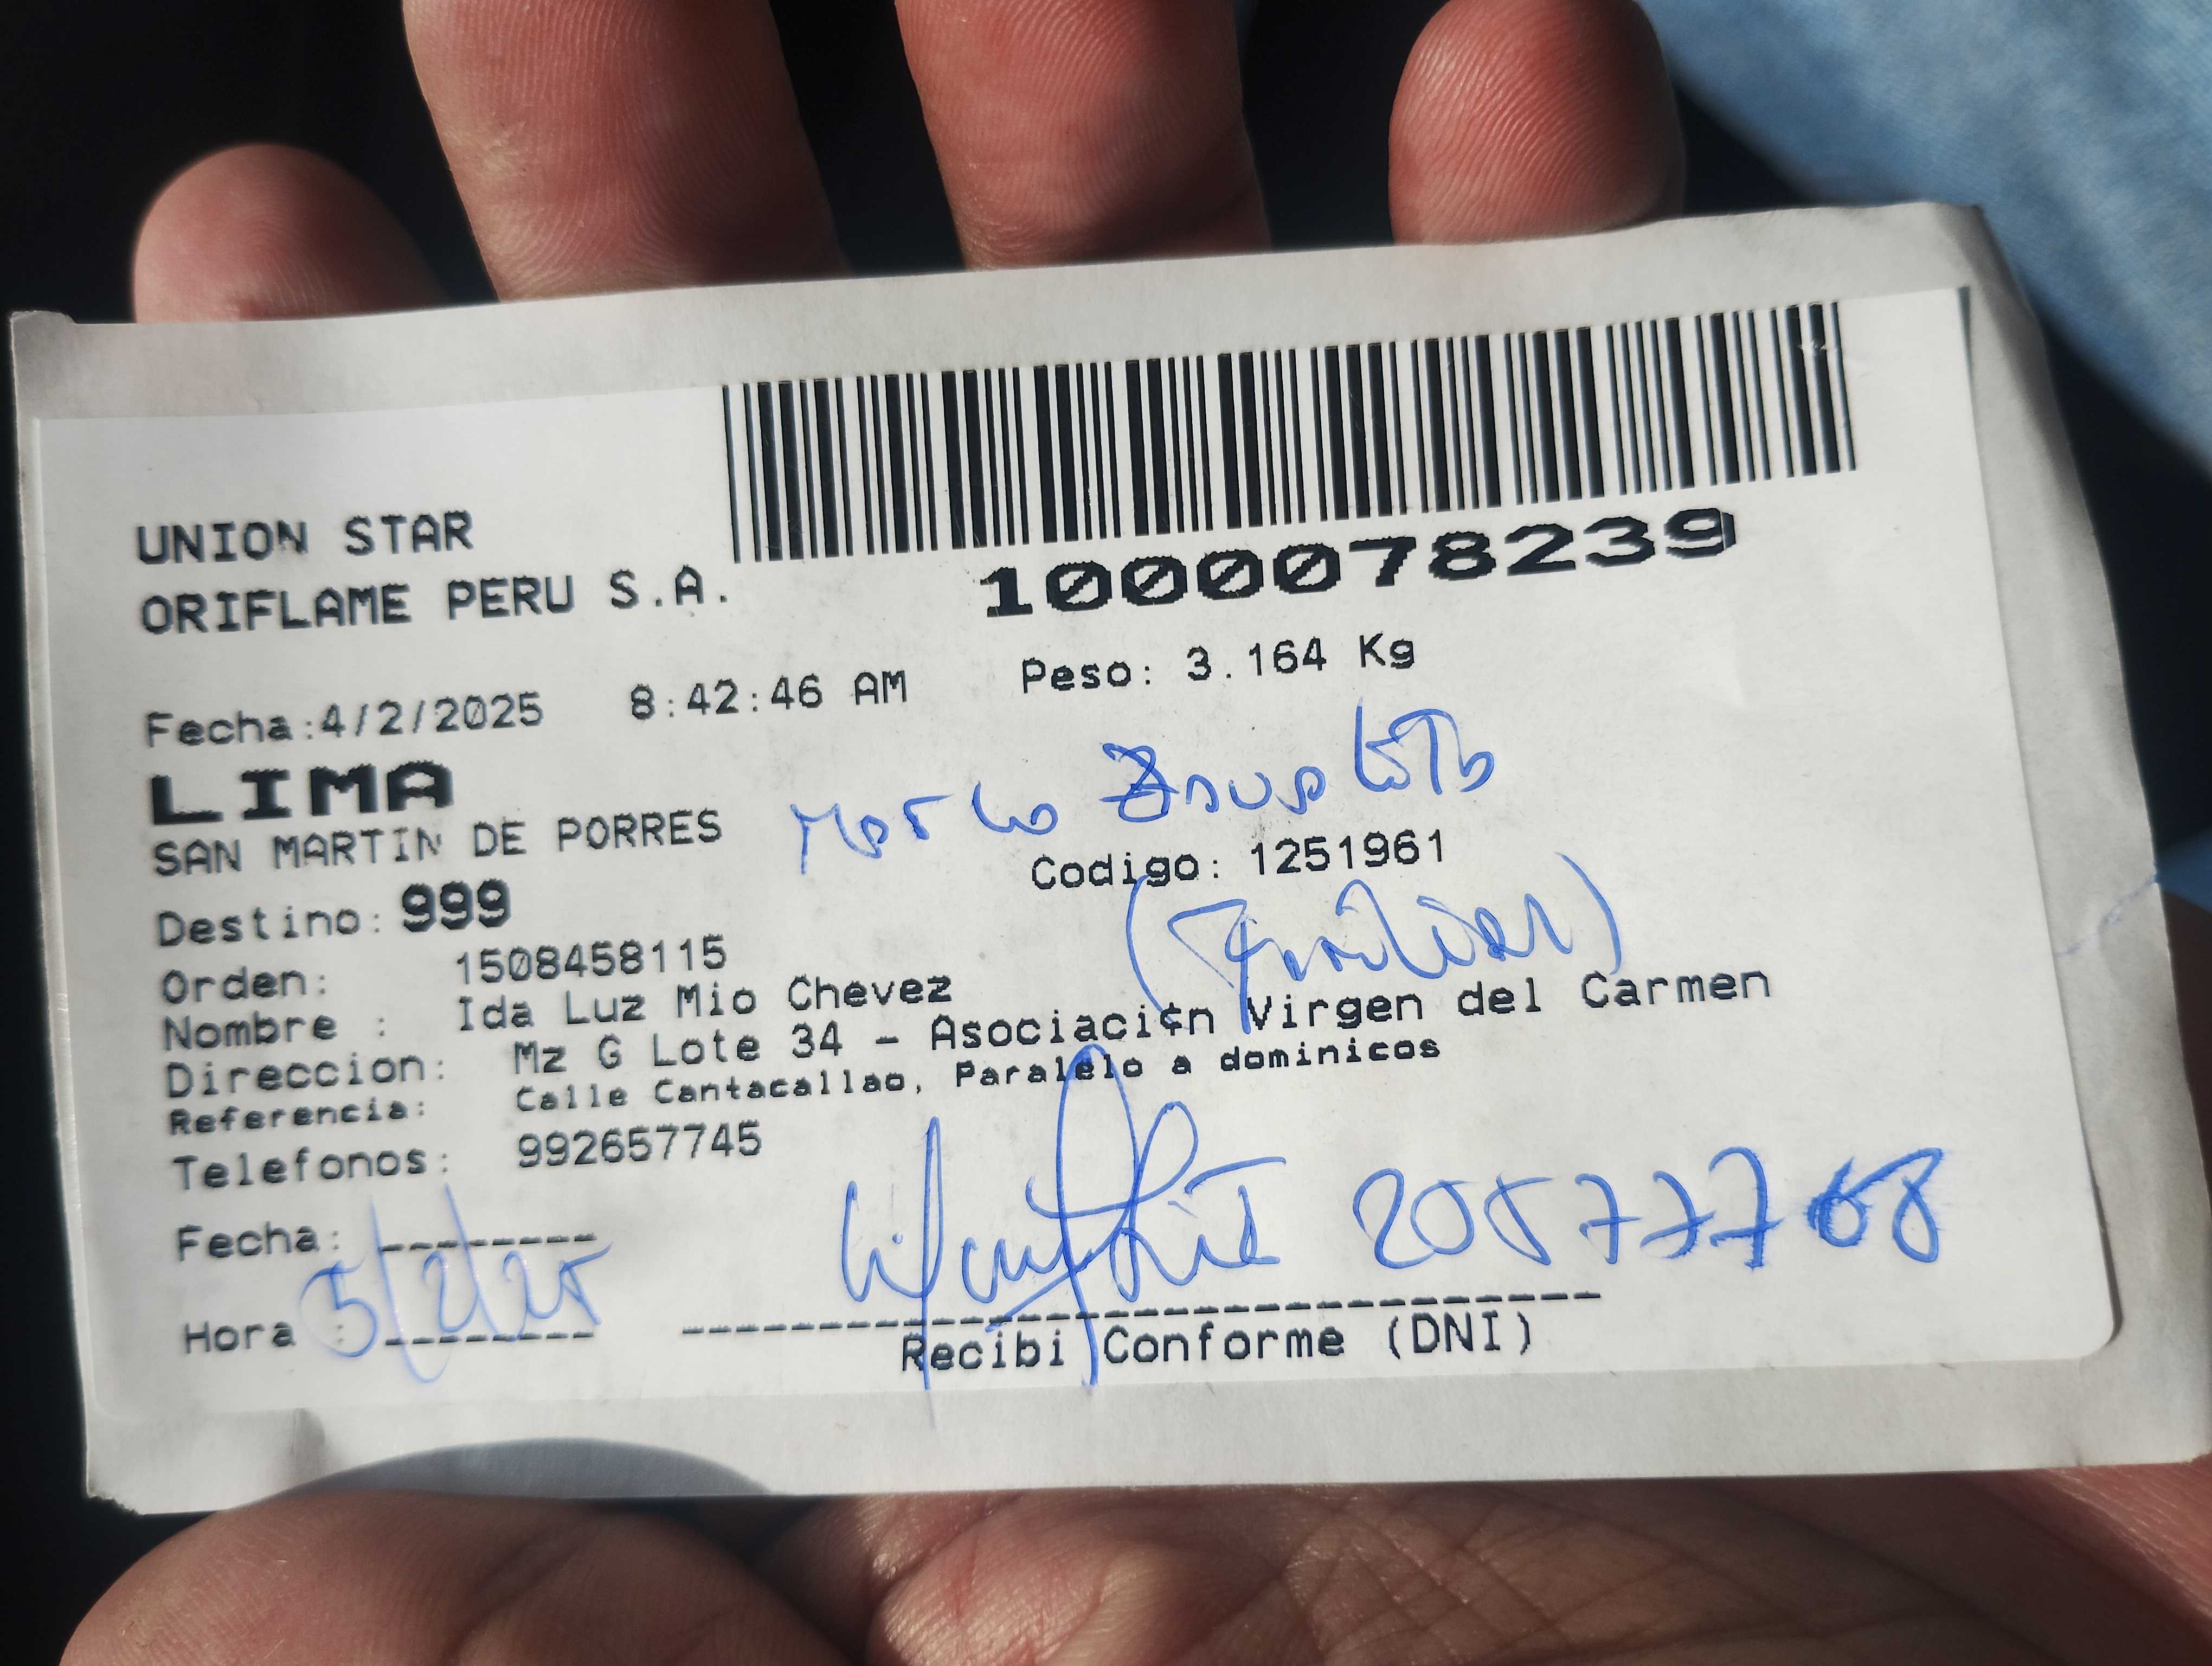 UNION STAR
ORIFLAME PERU S.A.
1000078239
Fecha:4/2/2025 8:42:46 AM Peso: 3.164 Kg
LIMA
SAN MARTIN DE PORRES
Destino: 999 Codigo: 1251961
(Familiar)
Orden: 1508458115
Nombre : Ida Luz Mio Chevez
Direccion: Mz G Lote 34 - Asociación Virgen del Carmen
Referencia: Calle Cantacallao, Paralelo a dominicos
Telefonos: 992657745
Fecha: --------
5/2/25
Hora : --------
Recibi Conforme (DNI)